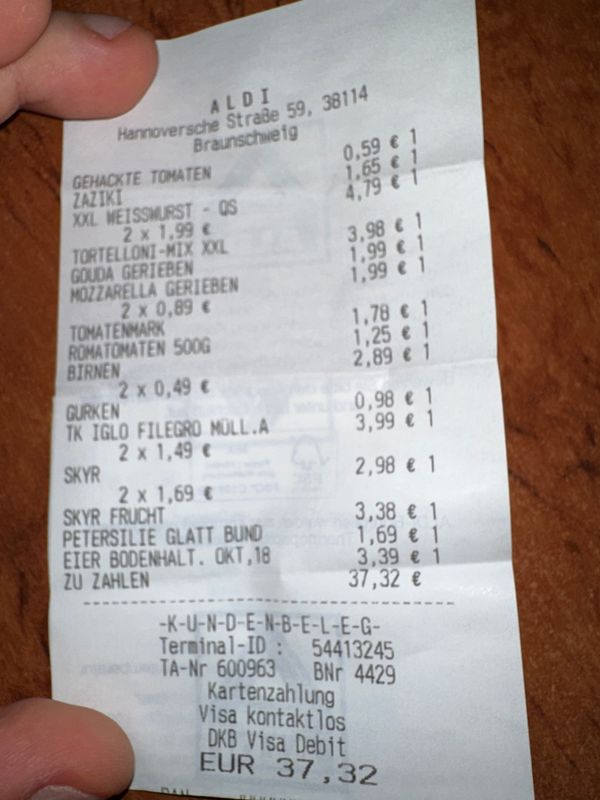 ALDI
Hannoversche Straße 59, 38114
Braunschweig
GEHACKTE TOMATEN 0,59 € 1
ZAZIKI 1,65 € 1
XXL WEISSWURST - QS 4,79 € 1
2 x 1,99 €
TORTELLONI-MIX XXL 3,98 € 1
GOUDA GERIEBEN 1,99 € 1
MOZZARELLA GERIEBEN 1,99 € 1
2 x 0,89 €
TOMATENMARK 1,78 € 1
ROMATOMATEN 500G 1,25 € 1
BIRNEN 2,89 € 1
2 x 0,49 €
GURKEN 0,98 € 1
TK IGLO FILEGRO MÜLL.A 3,99 € 1
2 x 1,49 €
SKYR 2,98 € 1
2 x 1,69 €
SKYR FRUCHT 3,38 € 1
PETERSILIE GLATT BUND 1,69 € 1
EIER BODENHALT. OKT,18 3,39 € 1
ZU ZAHLEN 37,32 €
-K-U-N-D-E-N-B-E-L-E-G-
Terminal-ID : 54413245
TA-Nr 600963 BNr 4429
Kartenzahlung
Visa kontaktlos
DKB Visa Debit
EUR 37,32